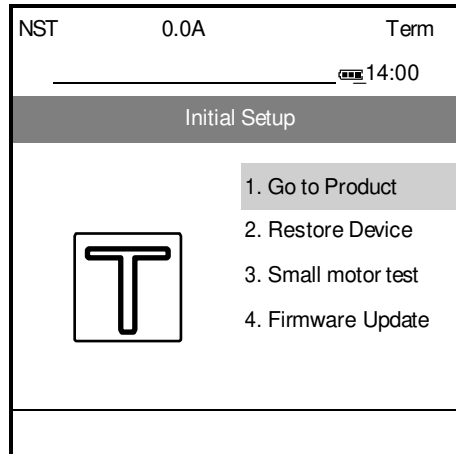 NST 0.0A Term
14:00
Initial Setup
1. Go to Product
2. Restore Device
3. Small motor test
4. Firmware Update
T